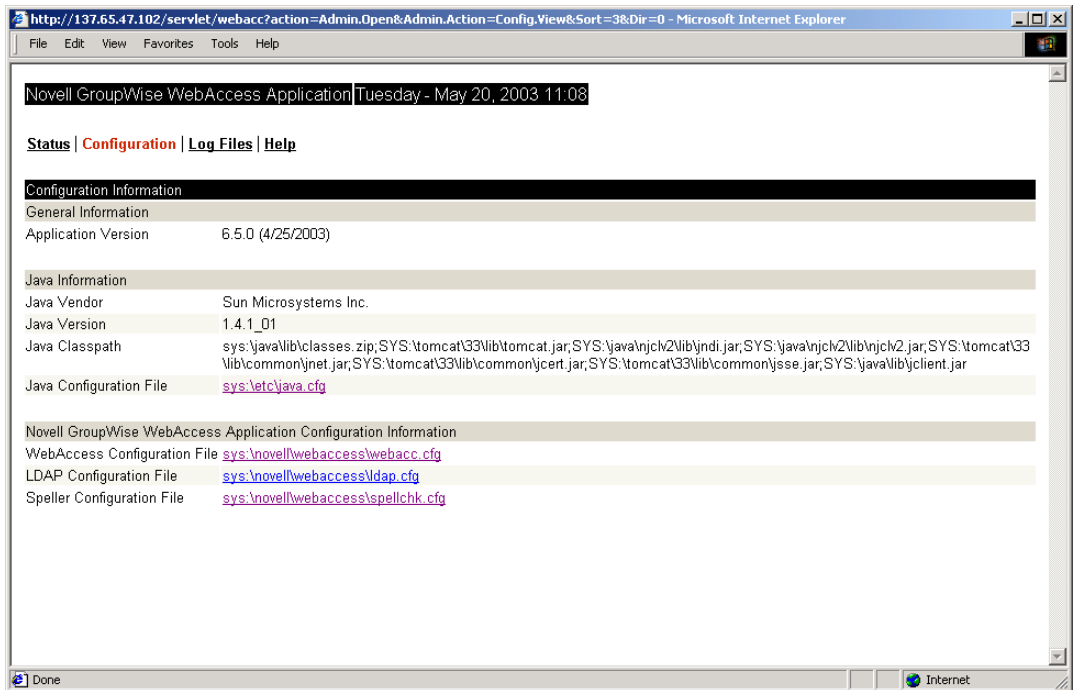 http://137.65.47.102/servlet/webacc?action=Admin.Open&Admin.Action=Config.View&Sort=3&Dir=0 - Microsoft Internet Explorer
File Edit View Favorites Tools Help
Novell GroupWise WebAccess Application Tuesday - May 20, 2003 11:08
Status | Configuration | Log Files | Help
Configuration Information
General Information
Application Version 6.5.0 (4/25/2003)
Java Information
Java Vendor Sun Microsystems Inc.
Java Version 1.4.1_01
Java Classpath sys:\java\lib\classes.zip;SYS:\tomcat\33\lib\tomcat.jar;SYS:\java\njclv2\lib\jndi.jar;SYS:\java\njclv2\lib\njclv2.jar;SYS:\tomcat\33
\lib\common\jnet.jar;SYS:\tomcat\33\lib\common\jcert.jar;SYS:\tomcat\33\lib\common\jsse.jar;SYS:\java\lib\jclient.jar
Java Configuration File sys:\etc\java.cfg
Novell GroupWise WebAccess Application Configuration Information
WebAccess Configuration File sys:\novell\webaccess\webacc.cfg
LDAP Configuration File sys:\novell\webaccess\ldap.cfg
Speller Configuration File sys:\novell\webaccess\spellchk.cfg
Done Internet